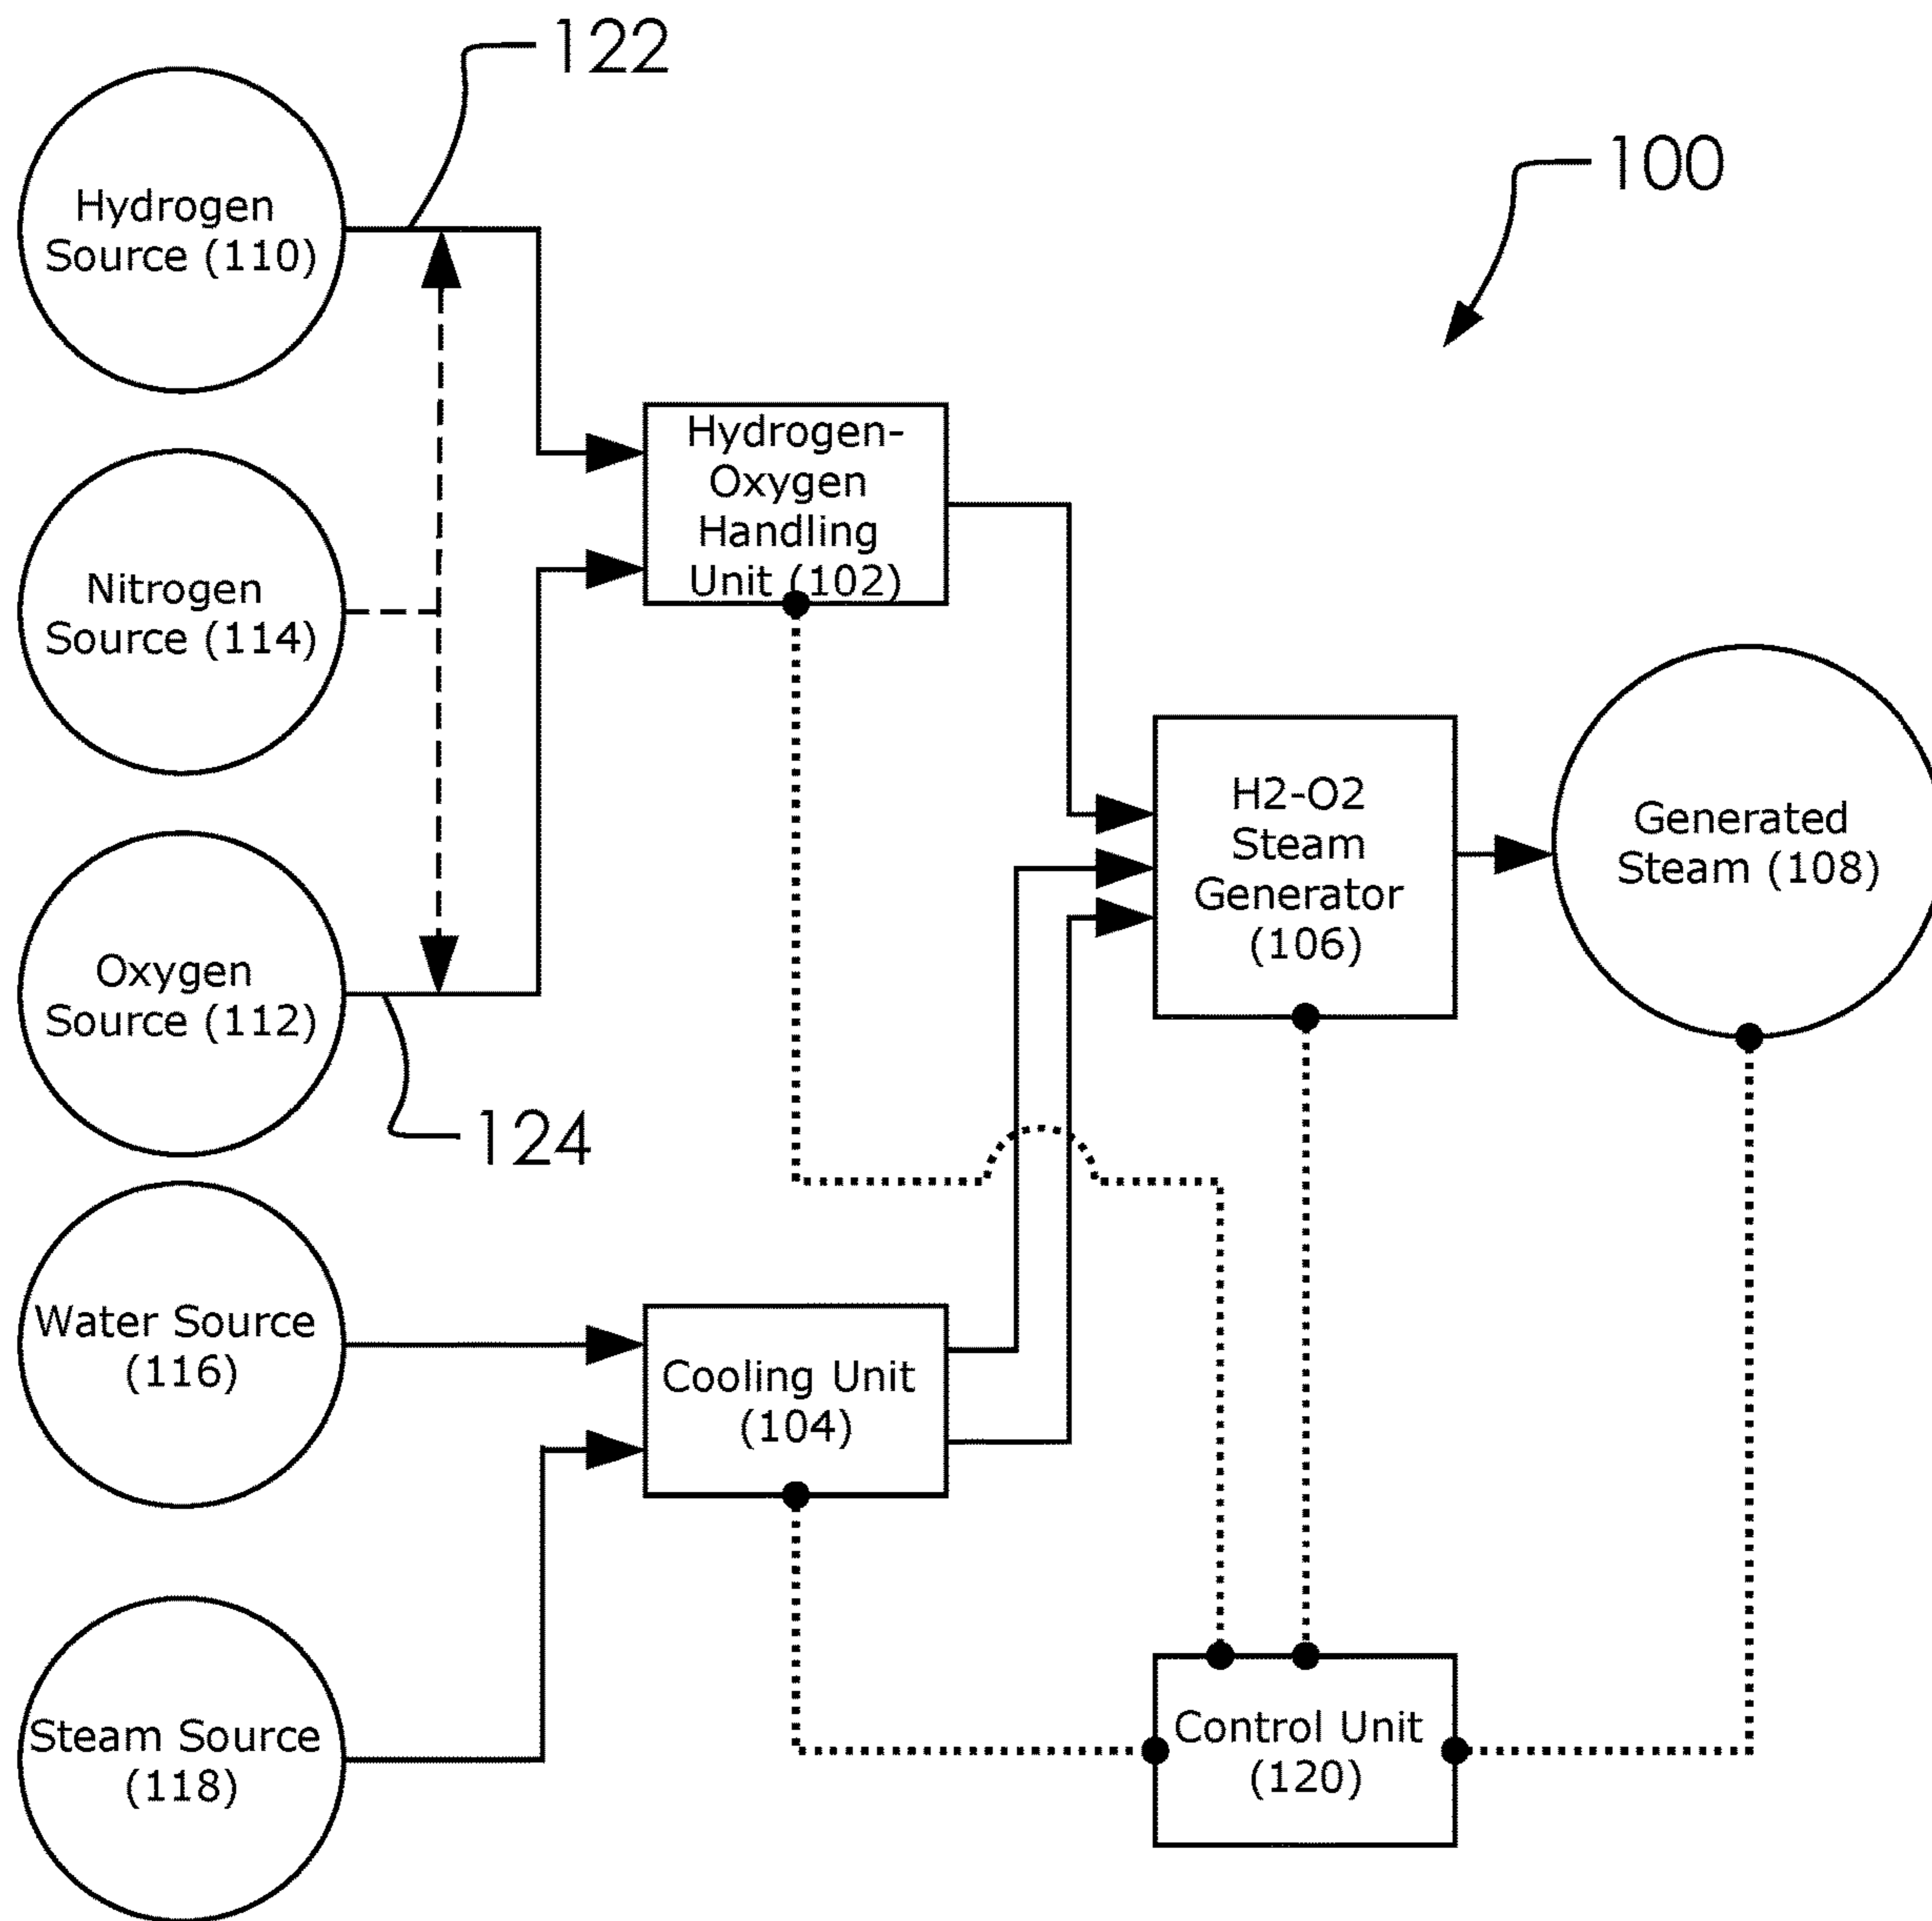 122
100
Hydrogen
Source (110)
Hydrogen-
Oxygen
Handling
Unit (102)
Nitrogen
Source (114)
H2-O2
Steam
Generator
(106)
Generated
Steam (108)
Oxygen
Source (112)
124
Water Source
(116)
Cooling Unit
(104)
Steam Source
(118)
Control Unit
(120)